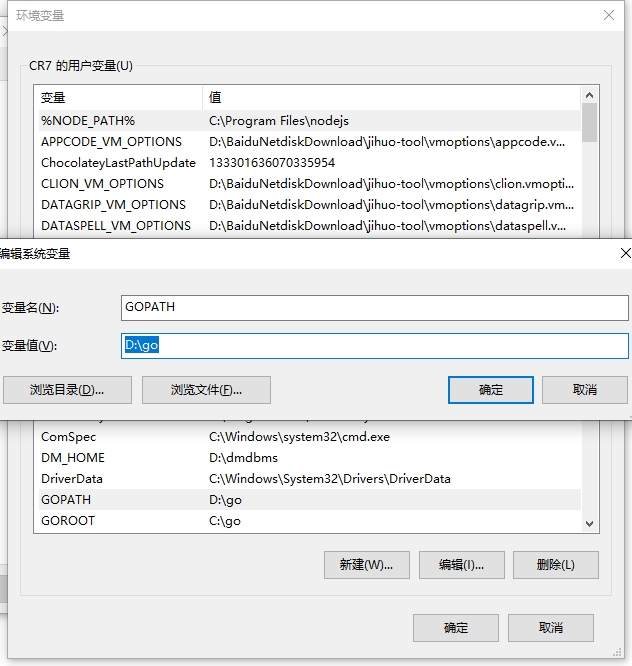 环境变量
CR7 的用户变量(U)
变量 值
%NODE_PATH% C:\Program Files\nodejs
APPCODE_VM_OPTIONS D:\BaiduNetdiskDownload\jihuo-tool\vmoptions\appcode.v...
ChocolateyLastPathUpdate 133301636070335954
CLION_VM_OPTIONS D:\BaiduNetdiskDownload\jihuo-tool\vmoptions\clion.vmopti...
DATAGRIP_VM_OPTIONS D:\BaiduNetdiskDownload\jihuo-tool\vmoptions\datagrip.vm...
DATASPELL_VM_OPTIONS D:\BaiduNetdiskDownload\jihuo-tool\vmoptions\dataspell.v...
编辑系统变量
变量名(N): GOPATH
变量值(V): D:\go
浏览目录(D)... 浏览文件(F)... 确定 取消
ComSpec C:\Windows\system32\cmd.exe
DM_HOME D:\dmdbms
DriverData C:\Windows\System32\Drivers\DriverData
GOPATH D:\go
GOROOT C:\go
新建(W)... 编辑(I)... 删除(L)
确定 取消